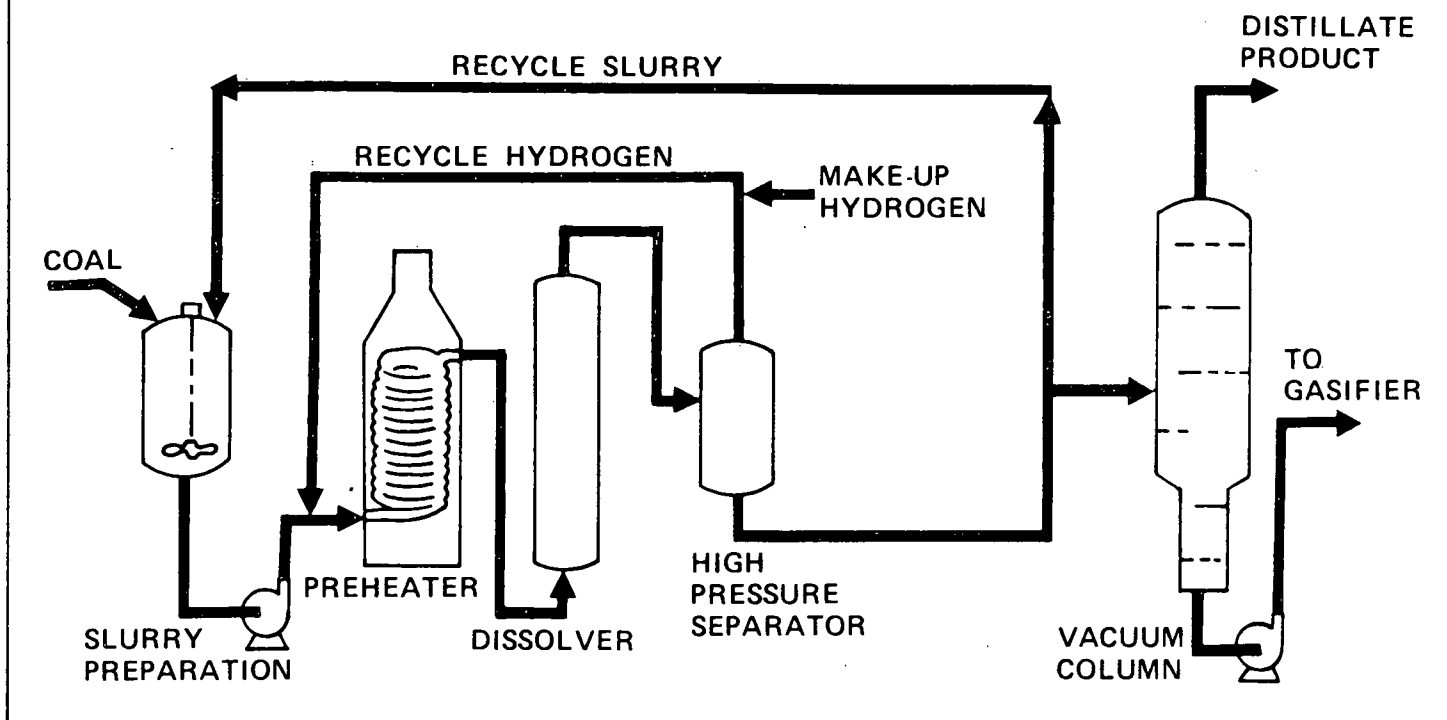 DISTILLATE
PRODUCT
RECYCLE SLURRY
RECYCLE HYDROGEN
MAKE-UP
HYDROGEN
COAL
TO
GASIFIER
PREHEATER
HIGH
PRESSURE
SEPARATOR
SLURRY
PREPARATION
DISSOLVER
VACUUM
COLUMN